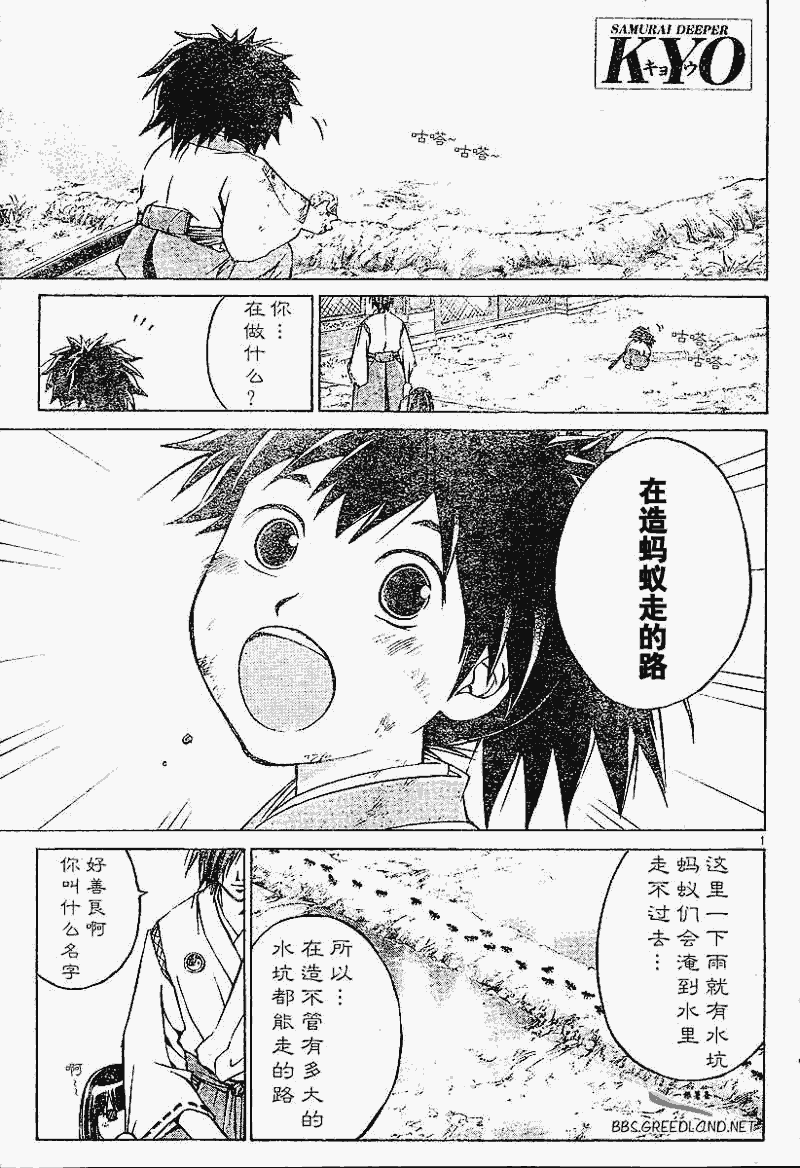 SAMURAI DEEPER
KYO
キョウ
咕嗒~
咕嗒~
咕嗒~
咕嗒~
你…
在做什么？
在造蚂蚁走的路
1
这里一下雨就有水坑
蚂蚁们会淹到水里
走不过去…
所以…
在造不管有多大的
水坑都能走的路
好善良啊
你叫什么名字
啊~
BBS.GREEDLAND.NET